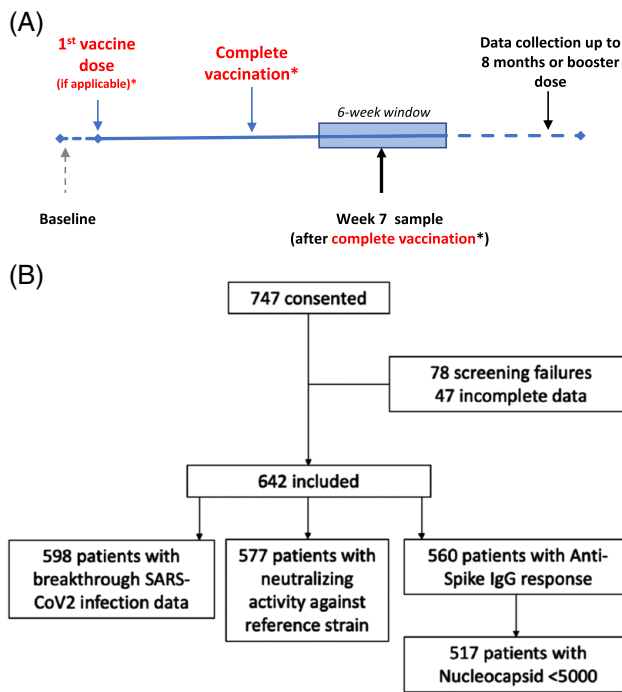 (A)
1st vaccine
dose
(if applicable)*
Complete
vaccination*
6-week window
Data collection up to
8 months or booster
dose
Baseline
Week 7 sample
(after complete vaccination*)
(B)
747 consented
78 screening failures
47 incomplete data
642 included
598 patients with
breakthrough SARS-
CoV2 infection data
577 patients with
neutralizing
activity against
reference strain
560 patients with Anti-
Spike IgG response
517 patients with
Nucleocapsid <5000